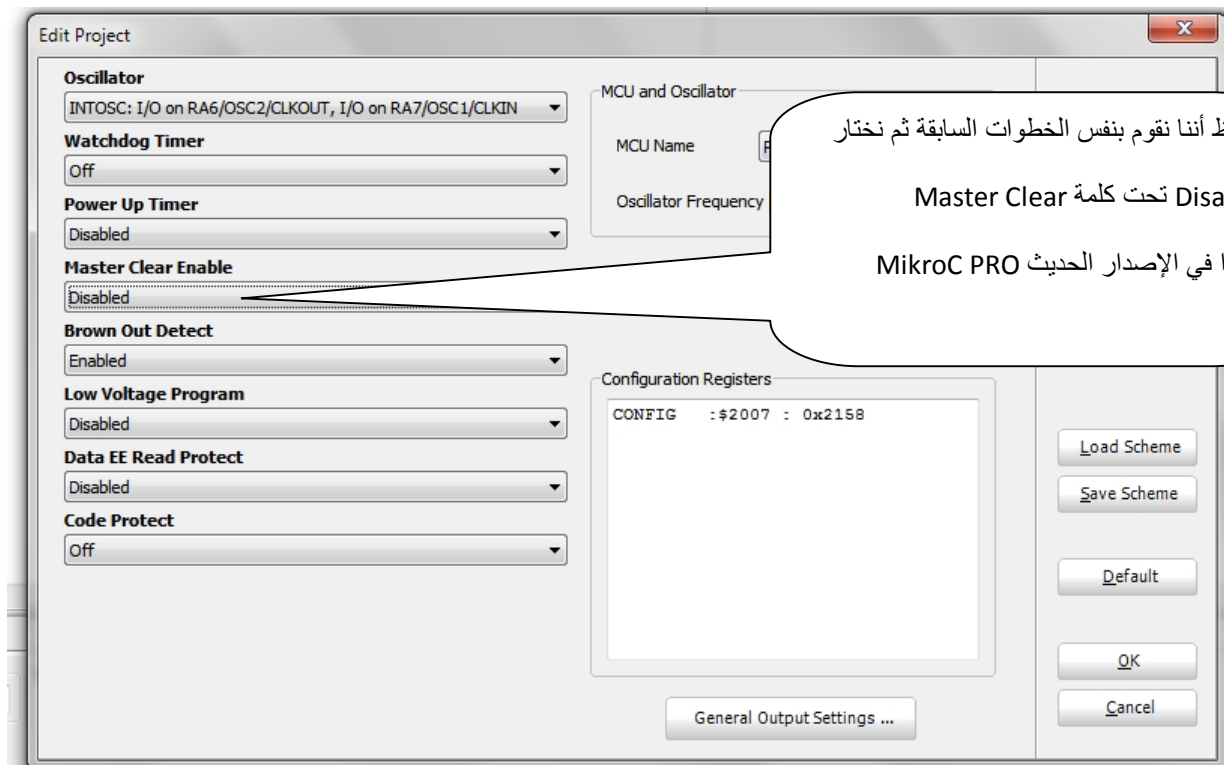 Edit Project
Oscillator
INTOSC: I/O on RA6/OSC2/CLKOUT, I/O on RA7/OSC1/CLKIN
Watchdog Timer
Off
Power Up Timer
Disabled
Master Clear Enable
Disabled
Brown Out Detect
Enabled
Low Voltage Program
Disabled
Data EE Read Protect
Disabled
Code Protect
Off
MCU and Oscillator
MCU Name
Oscillator Frequency
أننا نقوم بنفس الخطوات السابقة ثم نختار
تحت كلمة Master Clear
في الإصدار الحديث MikroC PRO
Configuration Registers
CONFIG :$2007 : 0x2158
General Output Settings ...
Load Scheme
Save Scheme
Default
OK
Cancel